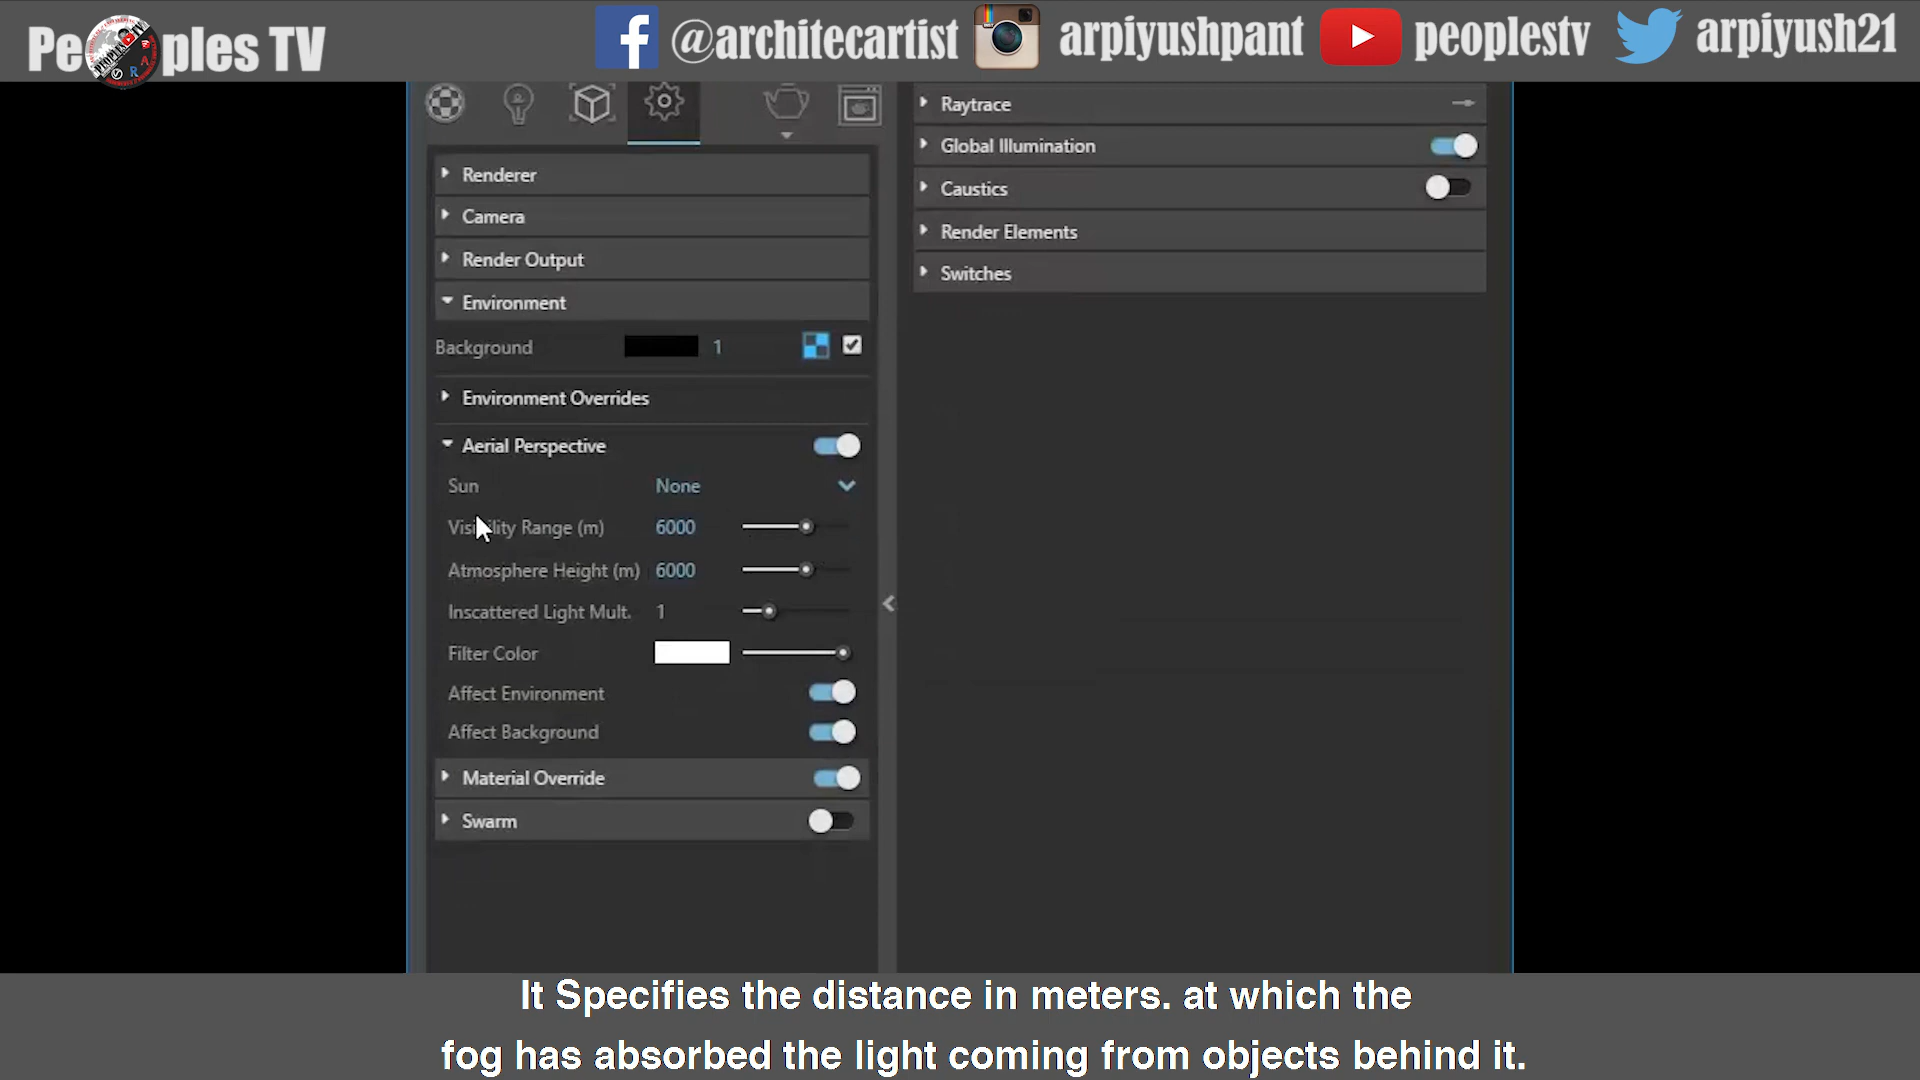 Peoples TV
@architecartist
arpiyushpant
peoplestv
arpiyush21
Renderer
Camera
Render Output
Environment
Background 1
Environment Overrides
Aerial Perspective
Sun None
Visibility Range (m) 6000
Atmosphere Height (m) 6000
Inscattered Light Mult. 1
Filter Color
Affect Environment
Affect Background
Material Override
Swarm
Raytrace
Global Illumination
Caustics
Render Elements
Switches
It Specifies the distance in meters. at which the
fog has absorbed the light coming from objects behind it.